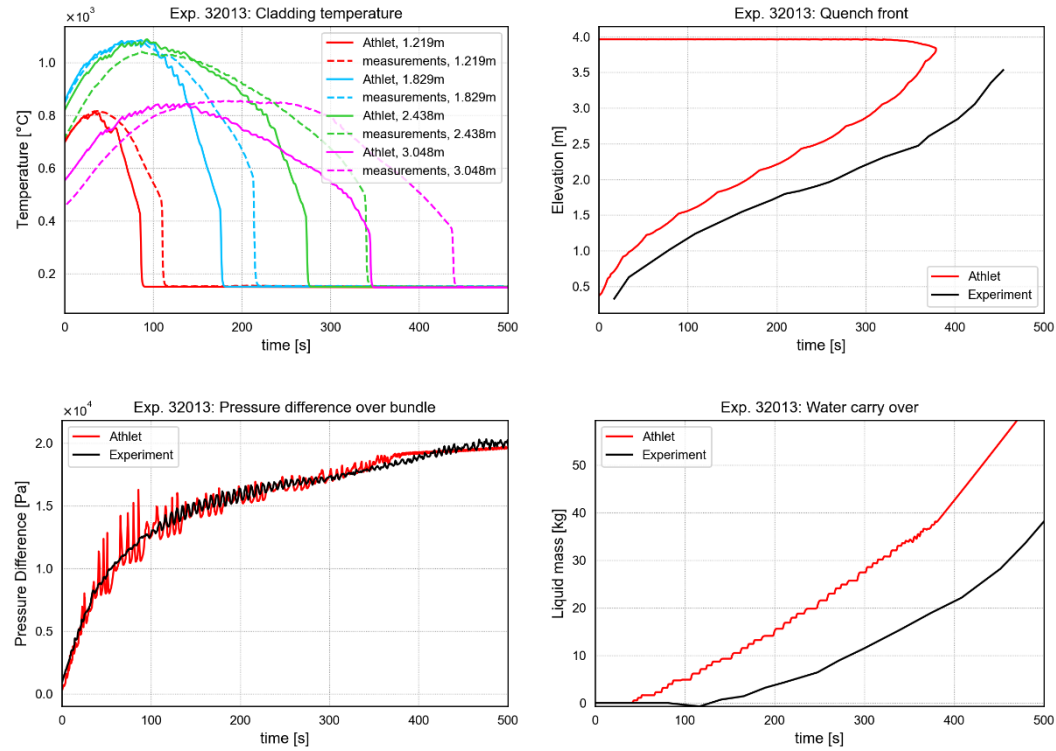 Exp. 32013: Cladding temperature
×10³
Temperature [°C]
1.0
0.8
0.6
0.4
0.2
0
100
200
300
400
500
time [s]
Athlet, 1.219m
measurements, 1.219m
Athlet, 1.829m
measurements, 1.829m
Athlet, 2.438m
measurements, 2.438m
Athlet, 3.048m
measurements, 3.048m
Exp. 32013: Quench front
Elevation [m]
4.0
3.5
3.0
2.5
2.0
1.5
1.0
0.5
0
100
200
300
400
500
time [s]
Athlet
Experiment
Exp. 32013: Pressure difference over bundle
×10⁴
Pressure Difference [Pa]
2.0
1.5
1.0
0.5
0.0
0
100
200
300
400
500
time [s]
Athlet
Experiment
Exp. 32013: Water carry over
Liquid mass [kg]
50
40
30
20
10
0
0
100
200
300
400
500
time [s]
Athlet
Experiment